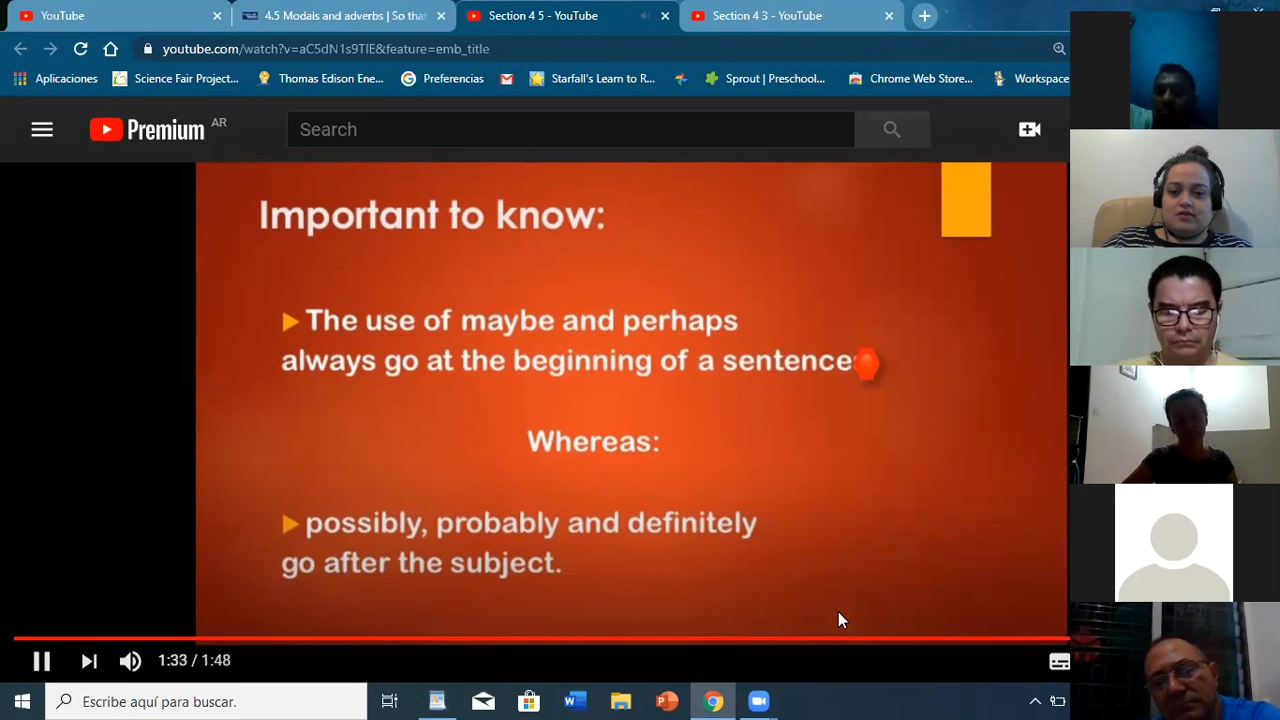 YouTube
4.5 Modals and adverbs | So that
Section 4 5 - YouTube
Section 4 3 - YouTube
youtube.com/watch?v=aC5dN1s9TIE&feature=emb_title
Aplicaciones
Science Fair Project...
Thomas Edison Ene...
Preferencias
Starfall's Learn to R...
Sprout | Preschool...
Chrome Web Store...
Workspace
Premium AR
Search
Important to know:
The use of maybe and perhaps
always go at the beginning of a sentence
Whereas:
possibly, probably and definitely
go after the subject.
1:33 / 1:48
Escribe aquí para buscar.